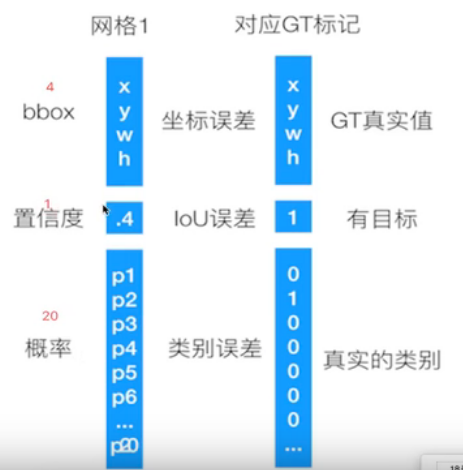 网格1 对应GT标记
4
bbox
x
y
w
h
坐标误差
x
y
w
h
GT真实值
1
置信度
.4
IoU误差
1
有目标
20
概率
p1
p2
p3
p4
p5
p6
...
p20
类别误差
0
1
0
0
0
0
0
...
真实的类别